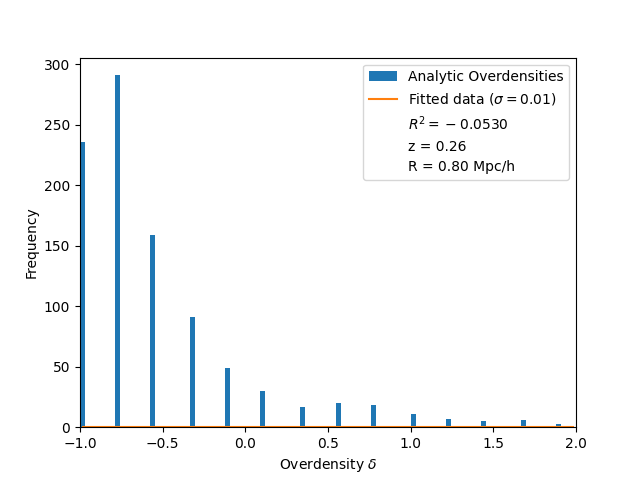 300
250
200
150
100
50
0
Frequency
−1.0 −0.5 0.0 0.5 1.0 1.5 2.0
Overdensity δ
Analytic Overdensities
Fitted data (σ = 0.01)
R² = −0.0530
z = 0.26
R = 0.80 Mpc/h